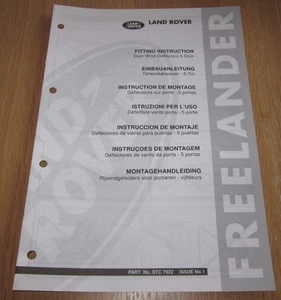 LAND ROVER
LAND ROVER
FITTING INSTRUCTION
Door Wind Deflectors 5 Door
EINBAUANLEITUNG
Türwindabweiser - 5-Tür
INSTRUCTION DE MONTAGE
Déflecteurs sur porte - 5 portes
ISTRUZIONI PER L'USO
Deflettore vento porta - 5 porte
INSTRUCCION DE MONTAJE
Deflectores de viento para puertas - 5 puertas
INSTRUÇOES DE MONTAGEM
Deflectores de vento da porta - 5 portas
MONTAGEHANDLEIDING
Rijwindgeleiders voor portieren - vijfdeurs
FREELANDER
PART No. STC 7922 ISSUE No.1